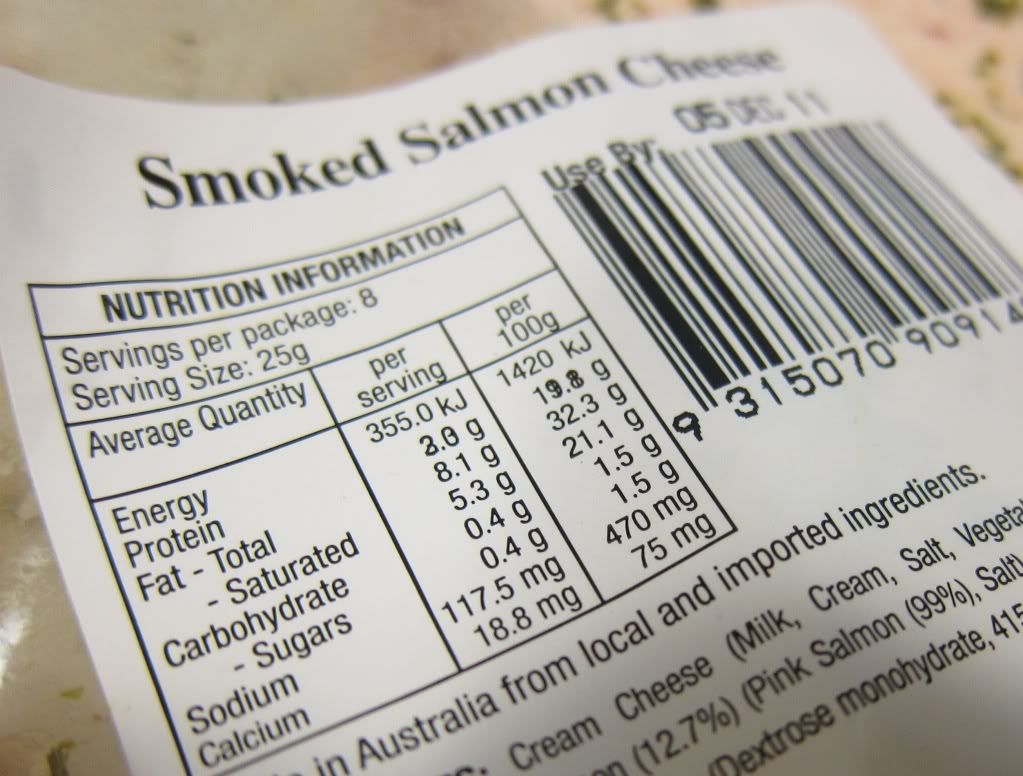 Smoked Salmon Cheese
Use By: 05 DEC 11
9 315070 90914
NUTRITION INFORMATION
Servings per package: 8
Serving Size: 25g
Average Quantity per serving per 100g
Energy 355.0 kJ 1420 kJ
Protein g g
Fat - Total 8.1 g 32.3 g
- Saturated 5.3 g 21.1 g
Carbohydrate 0.4 g 1.5 g
- Sugars 0.4 g 1.5 g
Sodium 117.5 mg 470 mg
Calcium 18.8 mg 75 mg
in Australia from local and imported ingredients.
Cream Cheese (Milk, Cream, Salt,
(12.7%) (Pink Salmon (99%), Salt)
(Dextrose monohydrate,